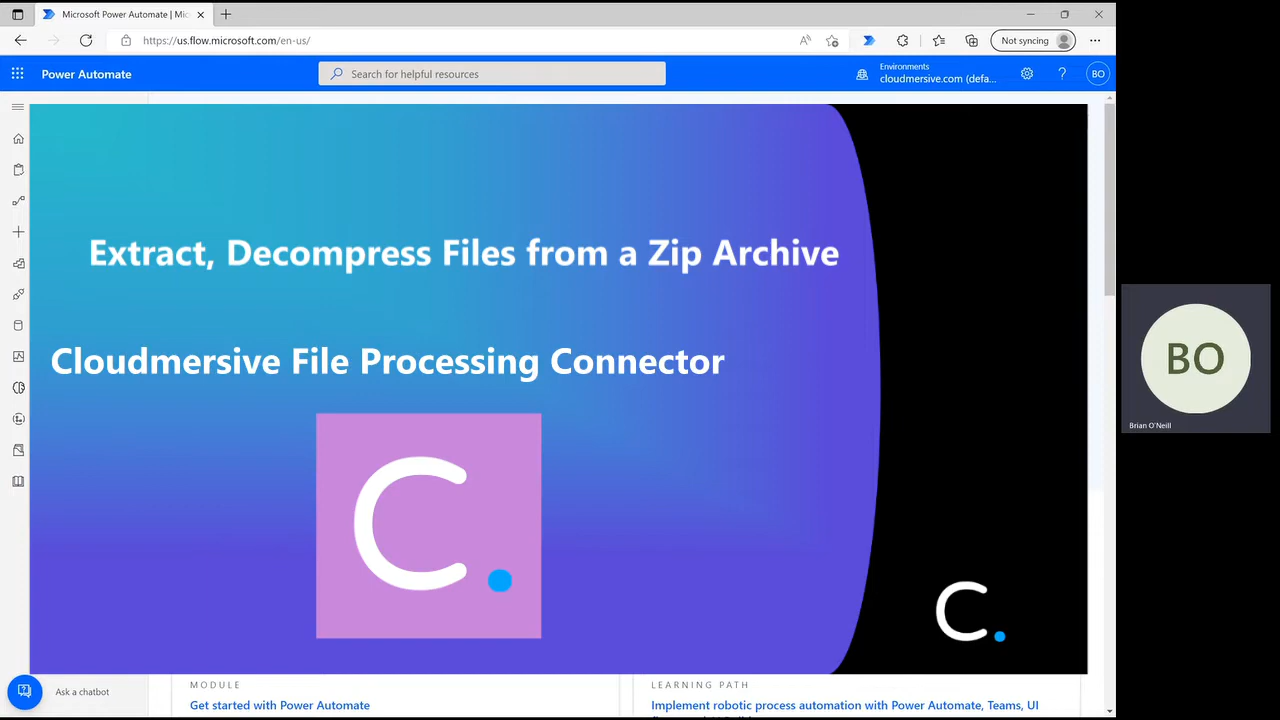 Microsoft Power Automate | Mic
https://us.flow.microsoft.com/en-us/
Not syncing
Power Automate
Search for helpful resources
Environments
cloudmersive.com (defa...
BO
Extract, Decompress Files from a Zip Archive
Cloudmersive File Processing Connector
C.
C.
BO
Brian O'Neill
Ask a chatbot
MODULE
Get started with Power Automate
LEARNING PATH
Implement robotic process automation with Power Automate, Teams, UI